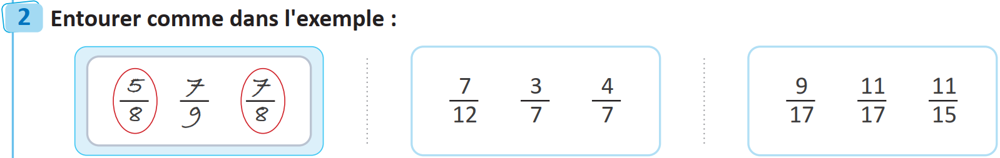 2 Entourer comme dans l'exemple :
5 7 7 7 3 4 9 11 11
8 9 8 12 7 7 17 17 15